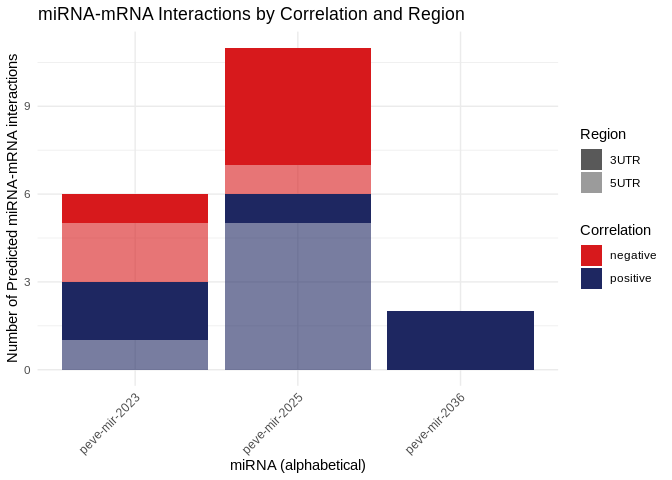 miRNA-mRNA Interactions by Correlation and Region
Number of Predicted miRNA-mRNA interactions
9
6
3
0
peve-mir-2023
peve-mir-2025
peve-mir-2036
miRNA (alphabetical)
Region
3UTR
5UTR
Correlation
negative
positive